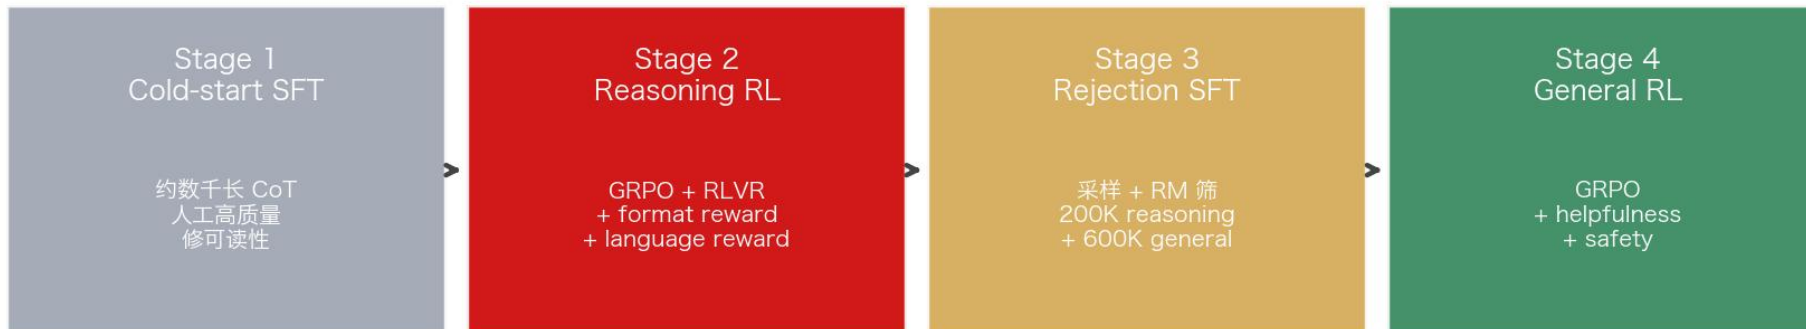 Stage 1
Cold-start SFT
约数千长 CoT
人工高质量
修可读性
Stage 2
Reasoning RL
GRPO + RLVR
+ format reward
+ language reward
Stage 3
Rejection SFT
采样 + RM 筛
200K reasoning
+ 600K general
Stage 4
General RL
GRPO
+ helpfulness
+ safety